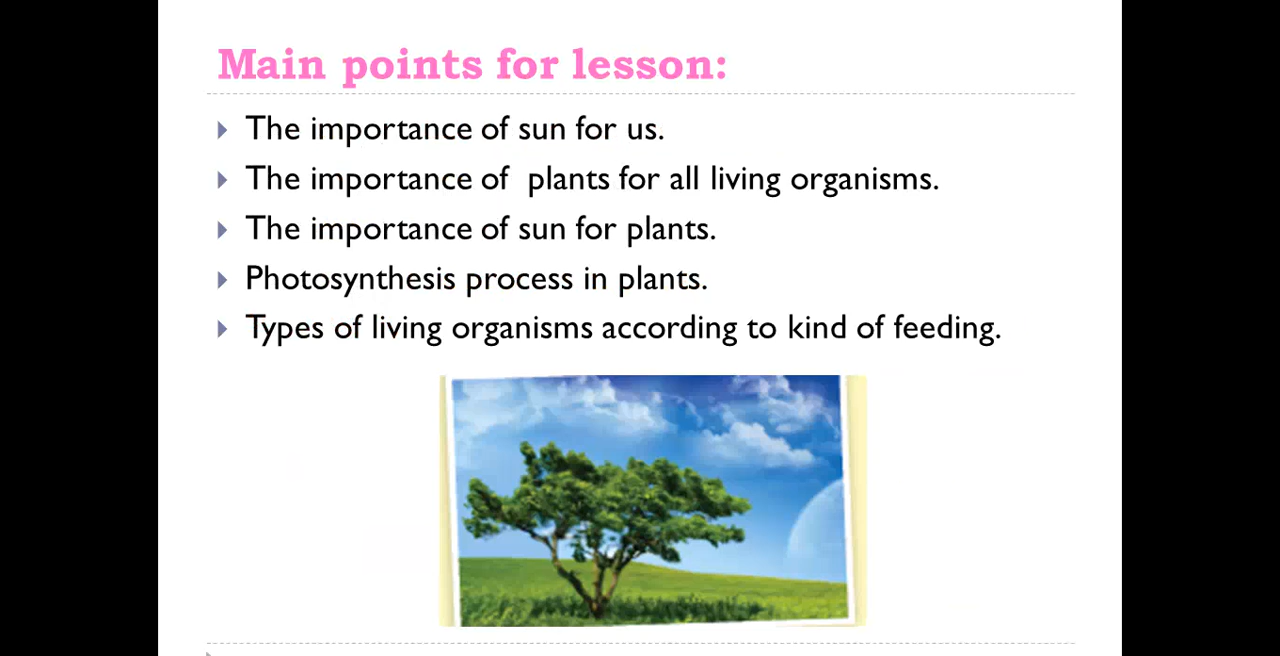 Main points for lesson:
The importance of sun for us.
The importance of  plants for all living organisms.
The importance of sun for plants.
Photosynthesis process in plants.
Types of living organisms according to kind of feeding.